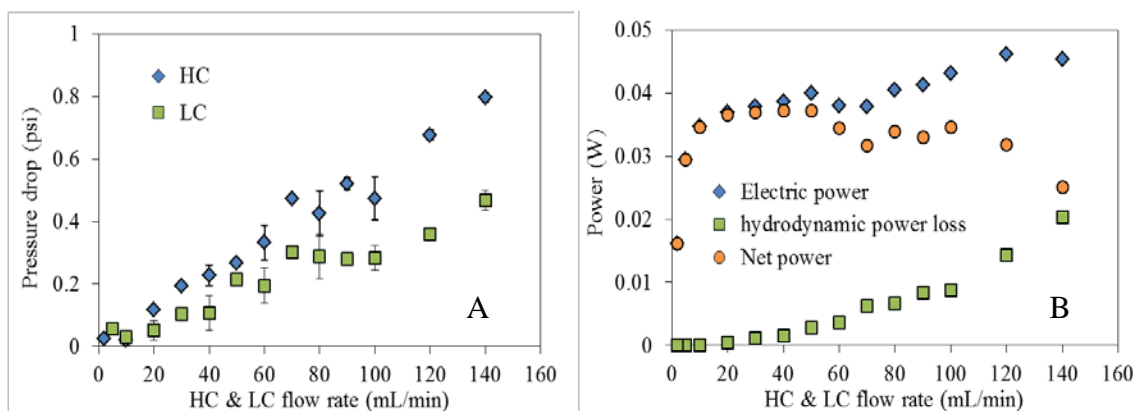 1
0.8
0.6
0.4
0.2
0
Pressure drop (psi)
HC
LC
A
0 20 40 60 80 100 120 140 160
HC & LC flow rate (mL/min)
0.05
0.04
0.03
0.02
0.01
0
Power (W)
Electric power
hydrodynamic power loss
Net power
B
0 20 40 60 80 100 120 140 160
HC & LC flow rate (mL/min)